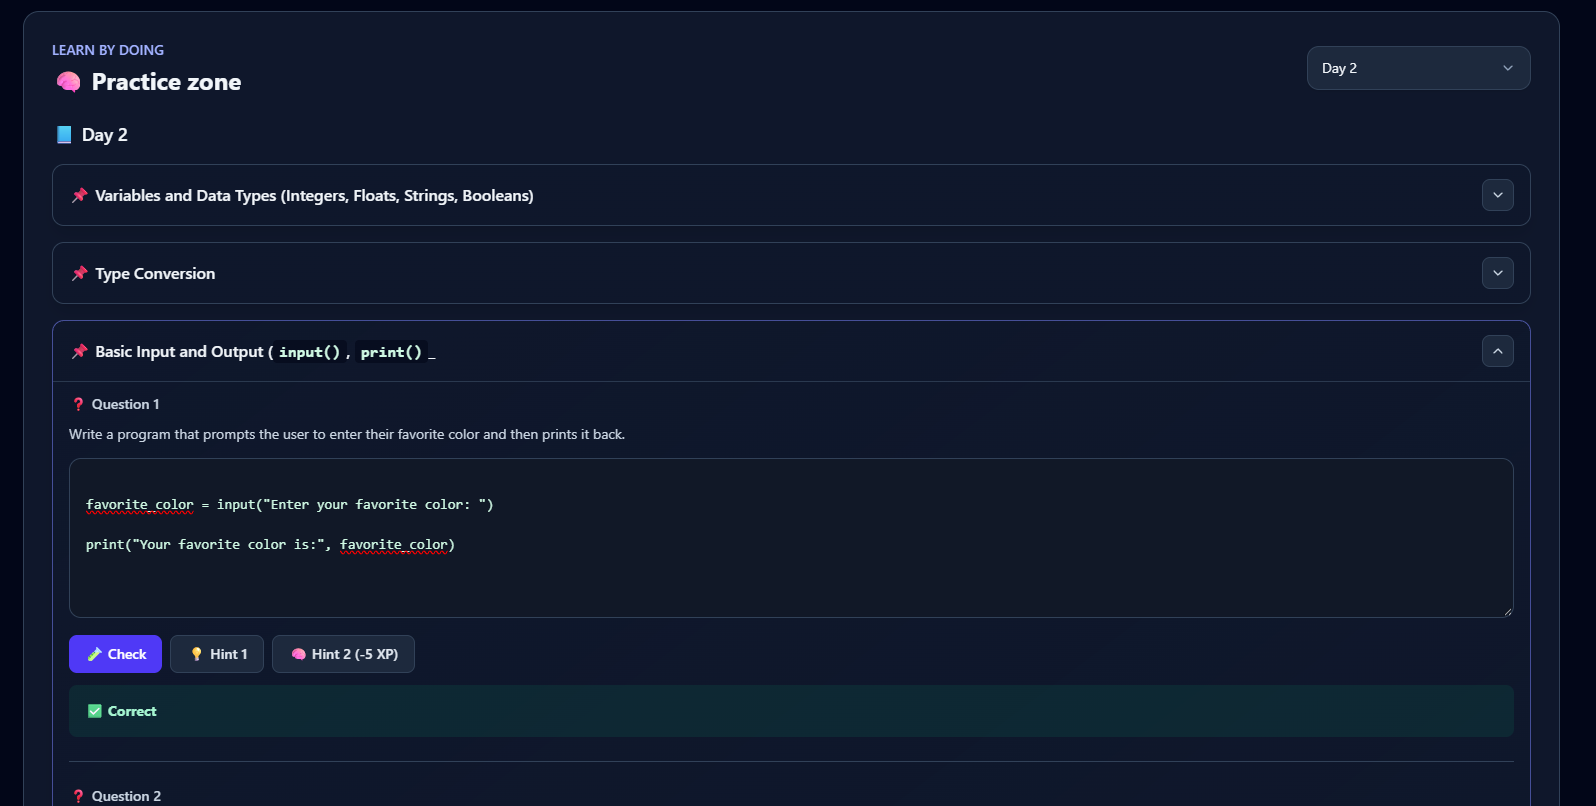 LEARN BY DOING
🧠 Practice zone
Day 2
📘 Day 2
📌 Variables and Data Types (Integers, Floats, Strings, Booleans)
📌 Type Conversion
📌 Basic Input and Output ( input() , print() _
❓ Question 1
Write a program that prompts the user to enter their favorite color and then prints it back.
favorite_color = input("Enter your favorite color: ")
print("Your favorite color is:", favorite_color)
🧪 Check
💡 Hint 1
🧠 Hint 2 (-5 XP)
✅ Correct
❓ Question 2